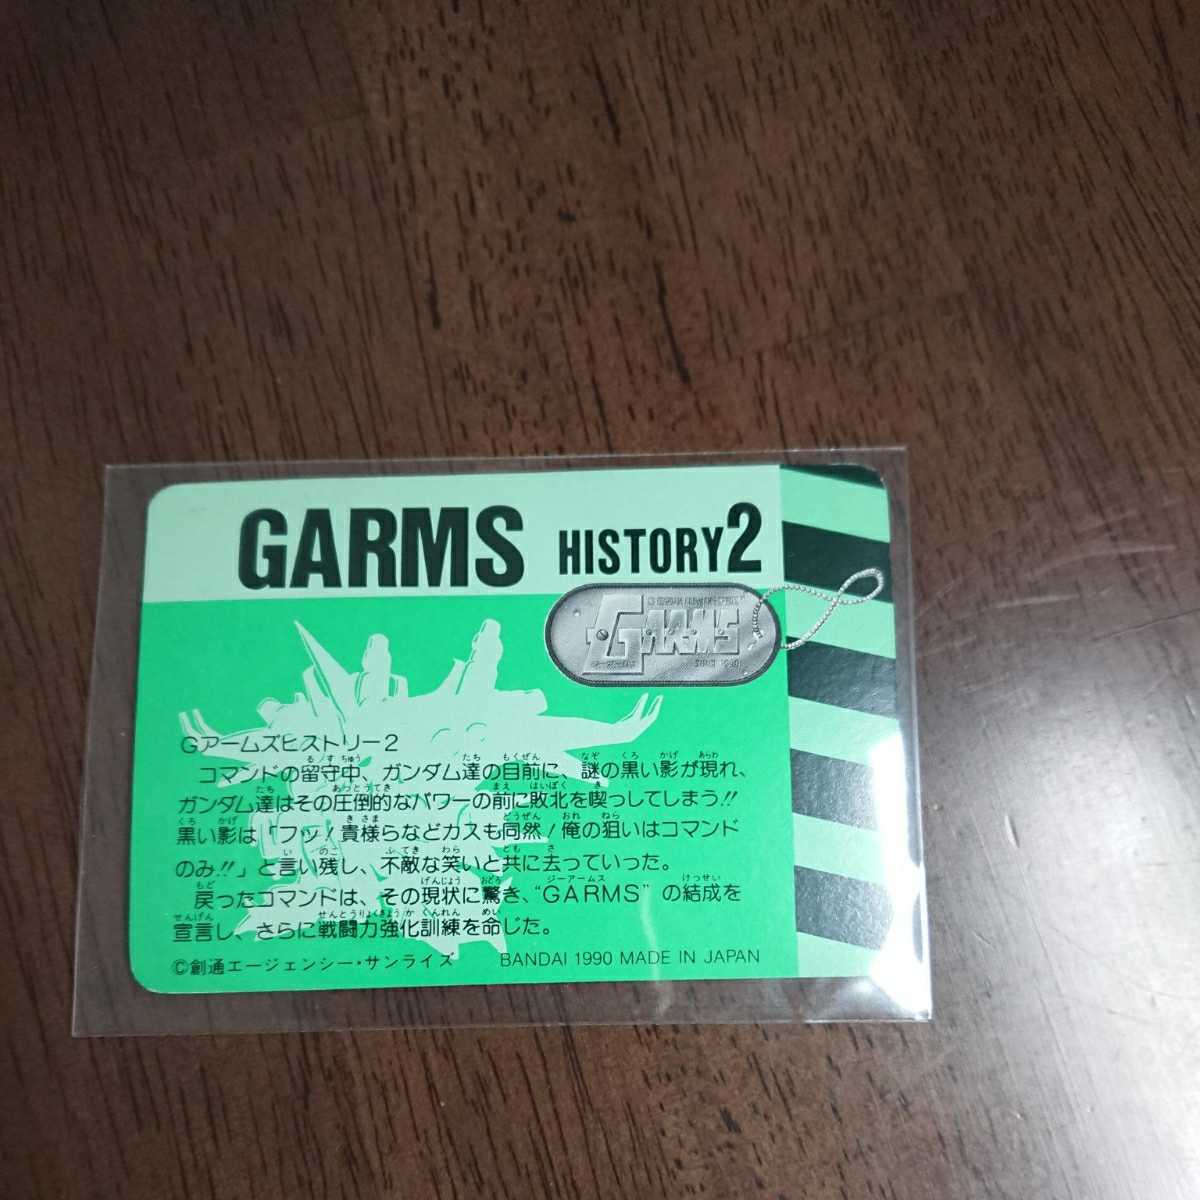 GARMS HISTORY2
GARMS
SINCE 1990
Gアームズヒストリー2
コマンドの留守中、ガンダム達の目前に、謎の黒い影が現れ、
ガンダム達はその圧倒的なパワーの前に敗北を喫っしてしまう!!
黒い影は「フッ!貴様らなどカスも同然!俺の狙いはコマンド
のみ!!」と言い残し、不敵な笑いと共に去っていった。
戻ったコマンドは、その現状に驚き、“GARMS”の結成を
宣言し、さらに戦闘力強化訓練を命じた。
©創通エージェンシー・サンライズ BANDAI 1990 MADE IN JAPAN